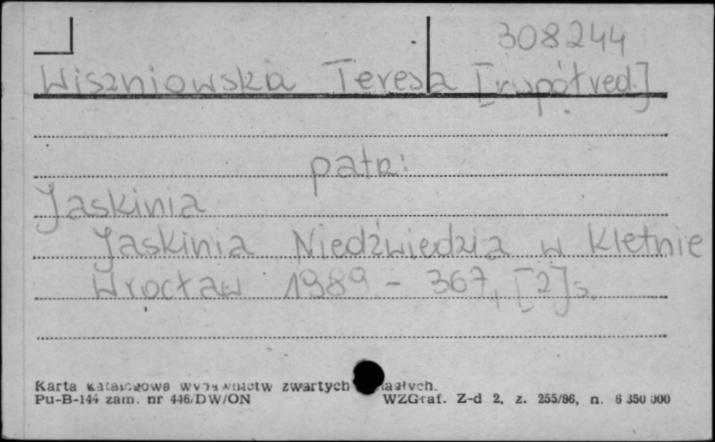 308244
Wiszniowska Teresa [współred.]
patrz:
Jaskinia
Jaskinia Niedźwiedzia w Kletnie
Wrocław 1989 - 367, [2] s.
Karta katalogowa wydawnictw zwartych
Pu-B-144 zam. nr 446/DW/ON WZGraf. Z-d 2, z. 255/86, n. 6 350 000